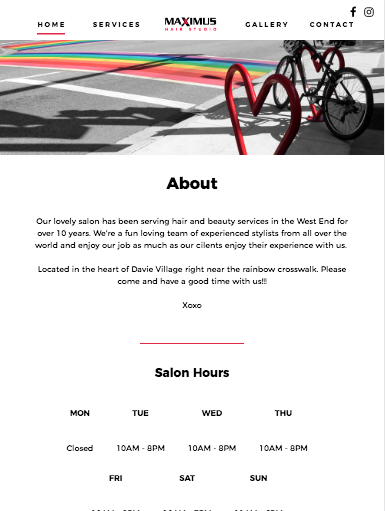 HOME SERVICES MAXIMUS GALLERY CONTACT
HAIR STUDIO
About
Our lovely salon has been serving hair and beauty services in the West End for
over 10 years. We're a fun loving team of experienced stylists from all over the
world and enjoy our job as much as our clients enjoy their experience with us.
Located in the heart of Davie Village right near the rainbow crosswalk. Please
come and have a good time with us!!!
Xoxo
Salon Hours
MON TUE WED THU
Closed 10AM - 8PM 10AM - 8PM 10AM - 8PM
FRI SAT SUN